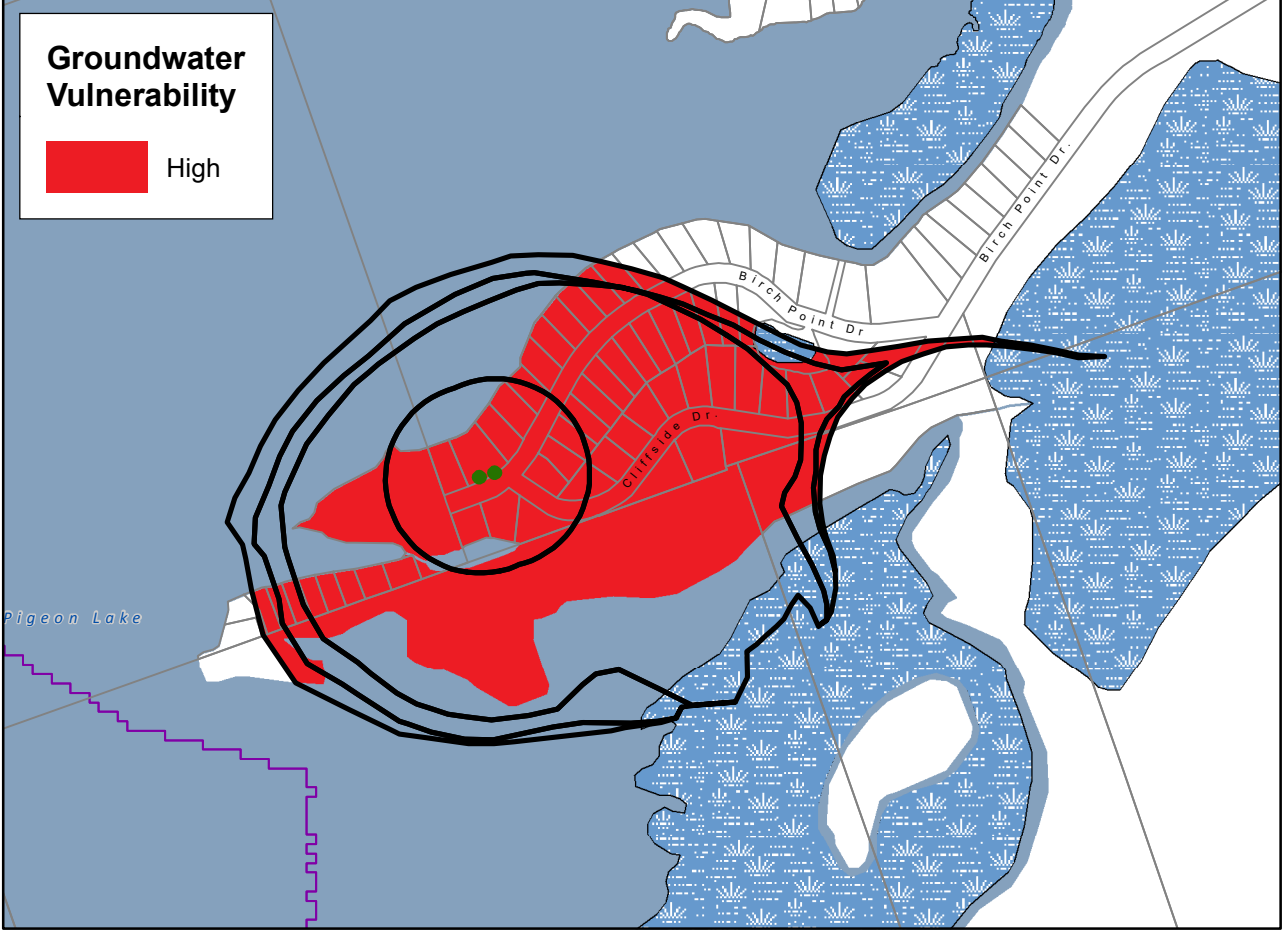 Groundwater
Vulnerability
High
Birch Point Dr.
Birch Point Dr
Cliffside Dr.
Pigeon Lake